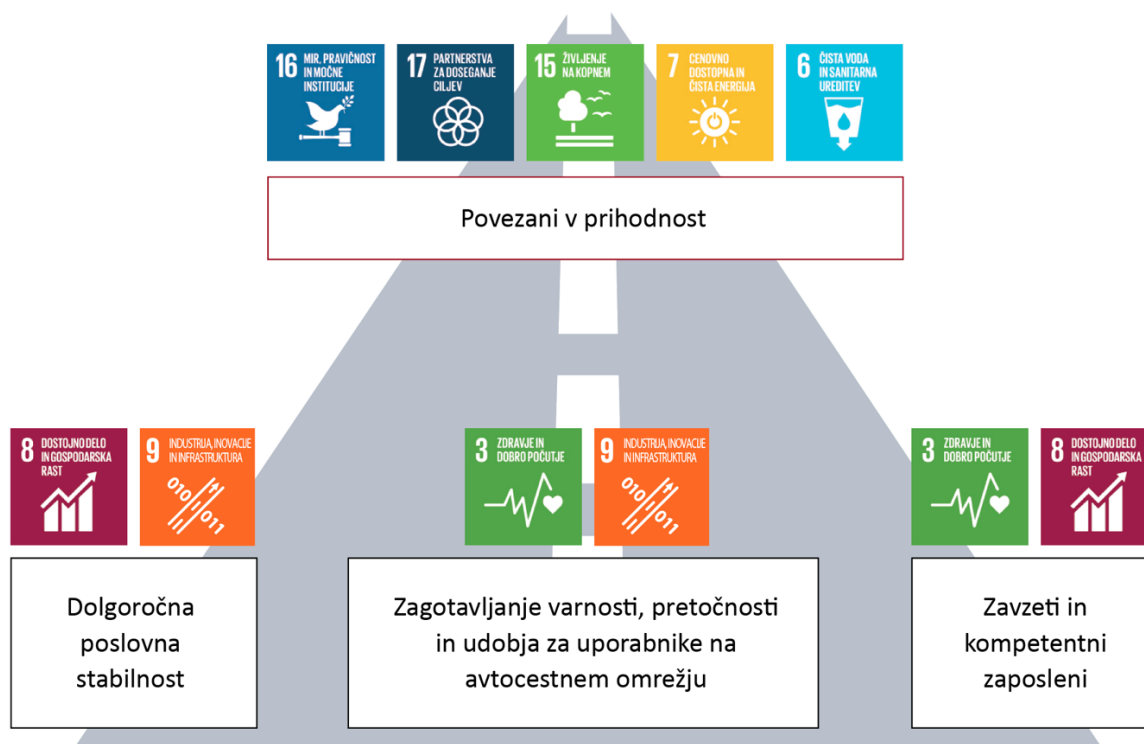 16 MIR, PRAVIČNOST
IN MOČNE
INSTITUCIJE
17 PARTNERSTVA
ZA DOSEGANJE
CILJEV
15 ŽIVLJENJE
NA KOPNEM
7 CENOVNO
DOSTOPNA IN
ČISTA ENERGIJA
6 ČISTA VODA
IN SANITARNA
UREDITEV
Povezani v prihodnost
8 DOSTOJNO DELO
IN GOSPODARSKA
RAST
9 INDUSTRIJA, INOVACIJE
IN INFRASTRUKTURA
010
011
3 ZDRAVJE IN
DOBRO POČUTJE
9 INDUSTRIJA, INOVACIJE
IN INFRASTRUKTURA
010
011
3 ZDRAVJE IN
DOBRO POČUTJE
8 DOSTOJNO DELO
IN GOSPODARSKA
RAST
Dolgoročna
poslovna
stabilnost
Zagotavljanje varnosti, pretočnosti
in udobja za uporabnike na
avtocestnem omrežju
Zavzeti in
kompetentni
zaposleni